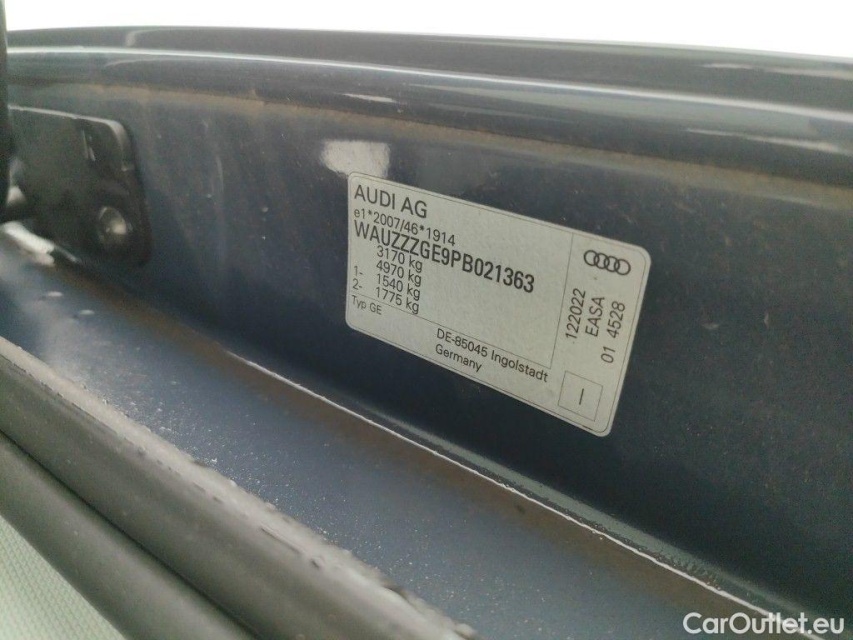 AUDI AG
e1*2007/46*1914
WAUZZZGE9PB021363
3170 kg
4970 kg
1- 1540 kg
2- 1775 kg
Typ GE
DE-85045 Ingolstadt
Germany
122022
EASA
01 4528
I
CarOutlet.eu